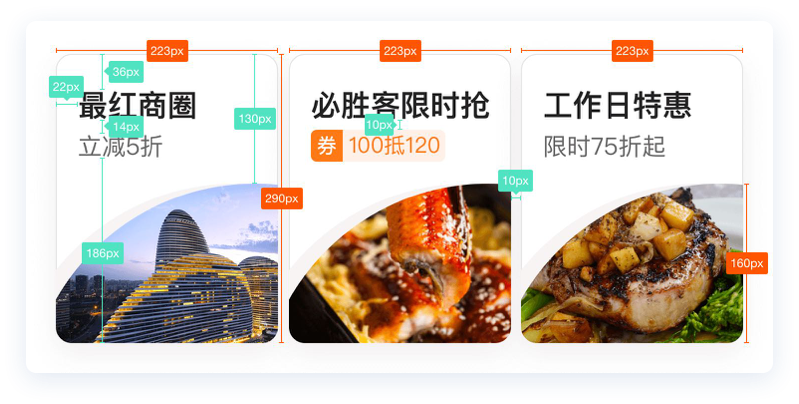 223px
223px
223px
36px
22px
最红商圈
必胜客限时抢
工作日特惠
130px
14px
10px
立减5折
券 100抵120
限时75折起
10px
290px
186px
160px